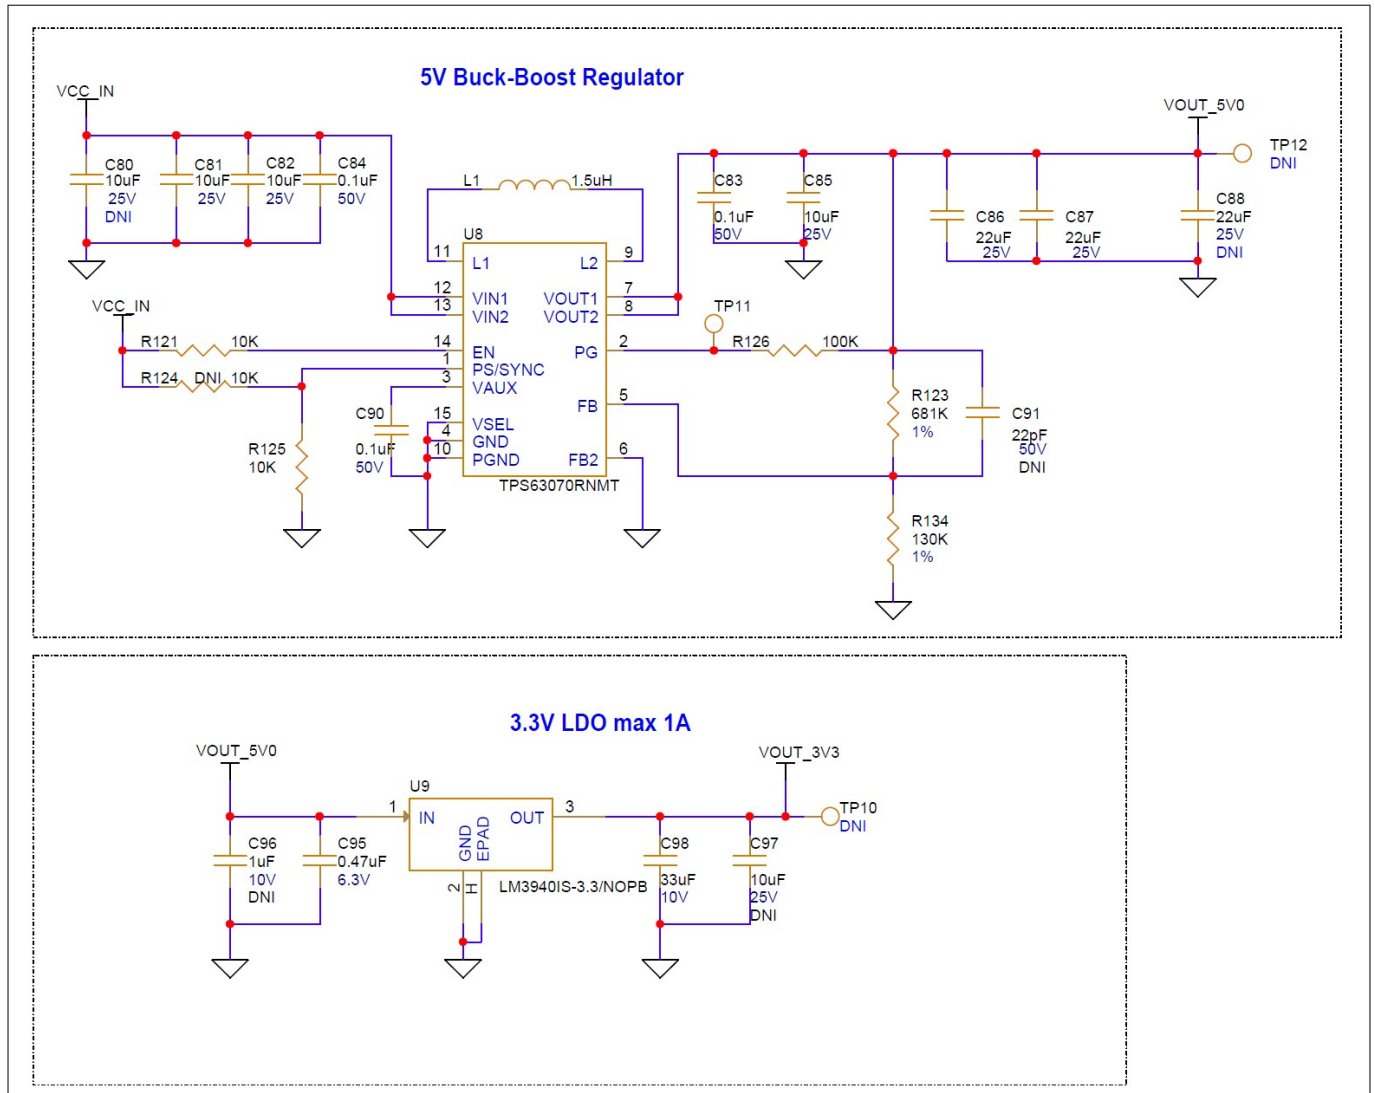 5V Buck-Boost Regulator
VCC_IN
VOUT_5V0
C80
10uF
25V
DNI
C81
10uF
25V
C82
10uF
25V
C84
0.1uF
50V
L1
1.5uH
C83
0.1uF
50V
C85
10uF
25V
C86
22uF
25V
C87
22uF
25V
C88
22uF
25V
DNI
TP12
DNI
U8
11
L1
12
VIN1
13
VIN2
14
EN
1
PS/SYNC
3
VAUX
15
VSEL
4
GND
10
PGND
L2
9
VOUT1
7
VOUT2
8
PG
2
FB
5
FB2
6
TPS63070RNMT
VCC_IN
R121
10K
R124
DNI
10K
R125
10K
C90
0.1uF
50V
TP11
R126
100K
R123
681K
1%
C91
22pF
50V
DNI
R134
130K
1%
3.3V LDO max 1A
VOUT_5V0
VOUT_3V3
C96
1uF
10V
DNI
C95
0.47uF
6.3V
U9
1
IN
OUT
3
GND
EPAD
2
H
LM3940IS-3.3/NOPB
C98
33uF
10V
C97
10uF
25V
DNI
TP10
DNI